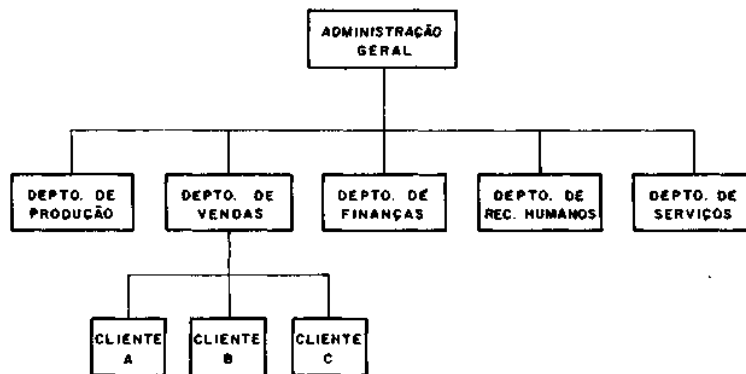 ADMINISTRAÇÃO
GERAL
DEPTO. DE
PRODUÇÃO
DEPTO. DE
VENDAS
DEPTO. DE
FINANÇAS
DEPTO. DE
REC. HUMANOS
DEPTO. DE
SERVIÇOS
CLIENTE
A
CLIENTE
B
CLIENTE
C